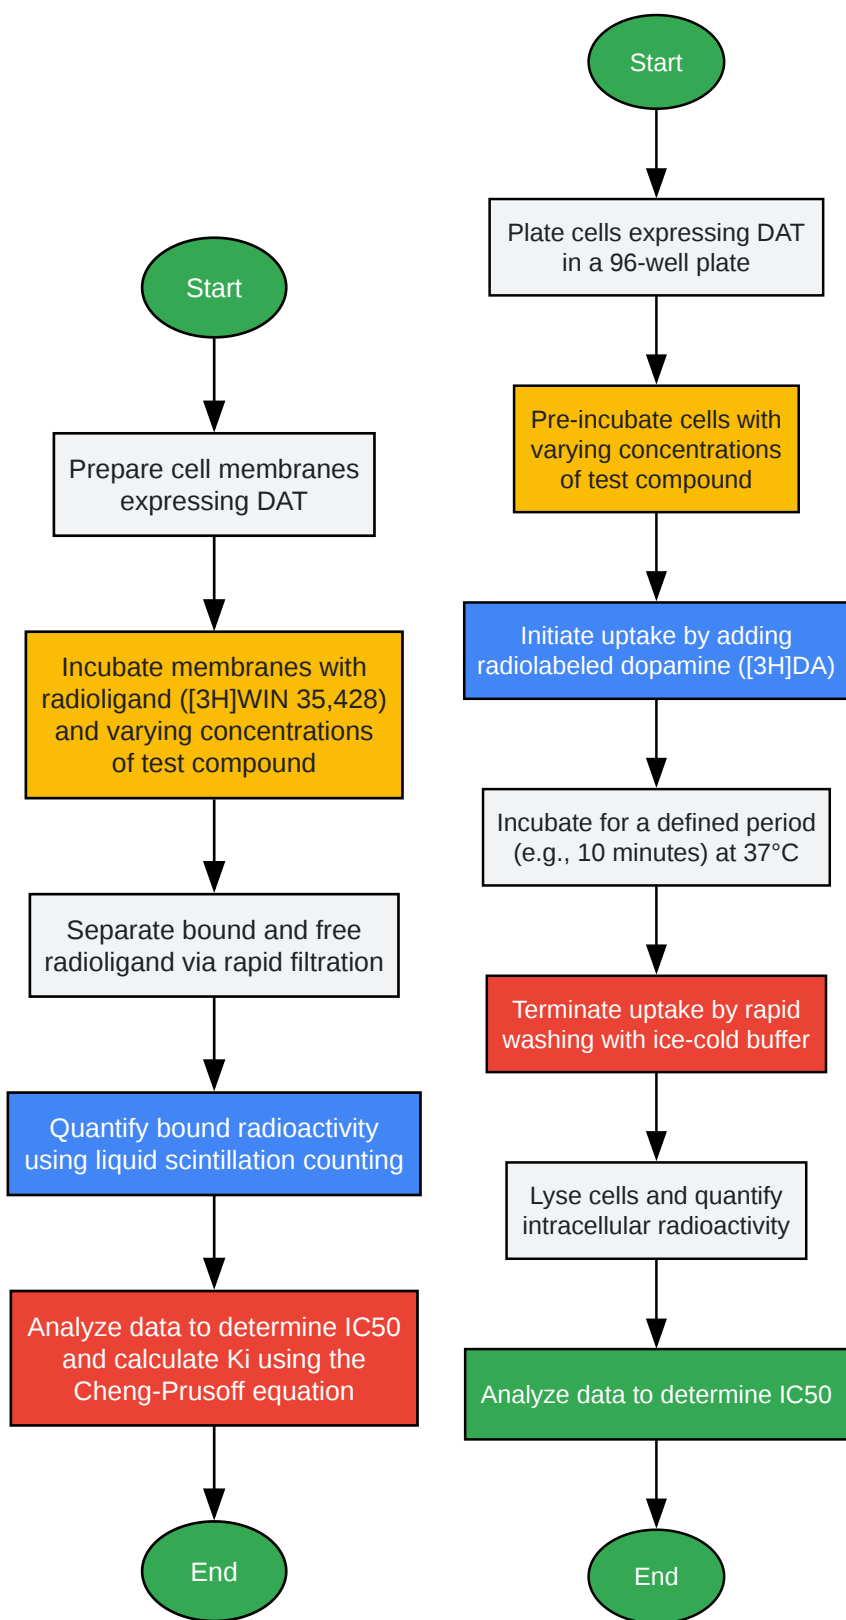 Start
Prepare cell membranes
expressing DAT
Incubate membranes with
radioligand ([3H]WIN 35,428)
and varying concentrations
of test compound
Separate bound and free
radioligand via rapid filtration
Quantify bound radioactivity
using liquid scintillation counting
Analyze data to determine IC50
and calculate Ki using the
Cheng-Prusoff equation
End
Start
Plate cells expressing DAT
in a 96-well plate
Pre-incubate cells with
varying concentrations
of test compound
Initiate uptake by adding
radiolabeled dopamine ([3H]DA)
Incubate for a defined period
(e.g., 10 minutes) at 37°C
Terminate uptake by rapid
washing with ice-cold buffer
Lyse cells and quantify
intracellular radioactivity
Analyze data to determine IC50
End